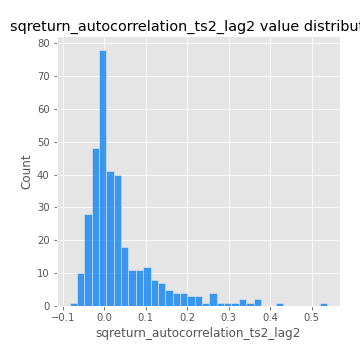 sqreturn_autocorrelation_ts2_lag2 value distribut
80
70
60
50
40
30
20
10
0
Count
−0.1 0.0 0.1 0.2 0.3 0.4 0.5
sqreturn_autocorrelation_ts2_lag2